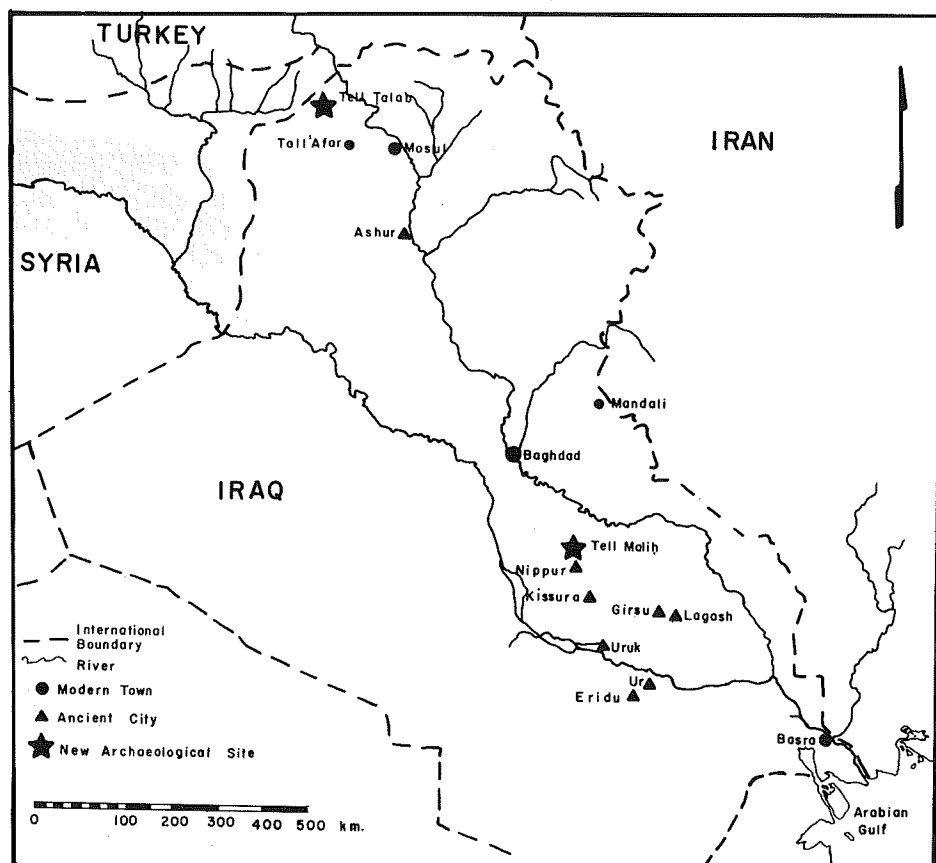 TURKEY
Tell Talab
Tall'Afar
Mosul
IRAN
Ashur
SYRIA
Mandali
Baghdad
IRAQ
Tell Maliḥ
Nippur
Kissura
Girsu
Lagash
Uruk
Ur
Eridu
Basra
Arabian
Gulf
International
Boundary
River
Modern Town
Ancient City
New Archaeological Site
0 100 200 300 400 500 km.